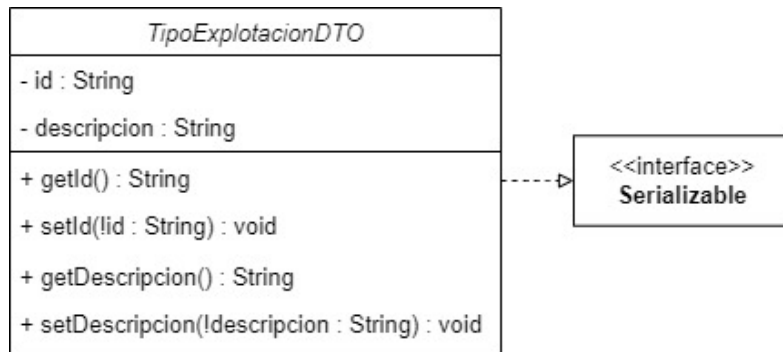 TipoExplotacionDTO
- id : String
- descripcion : String
+ getId() : String
+ setId(!id : String) : void
+ getDescripcion() : String
+ setDescripcion(!descripcion : String) : void
<<interface>>
Serializable